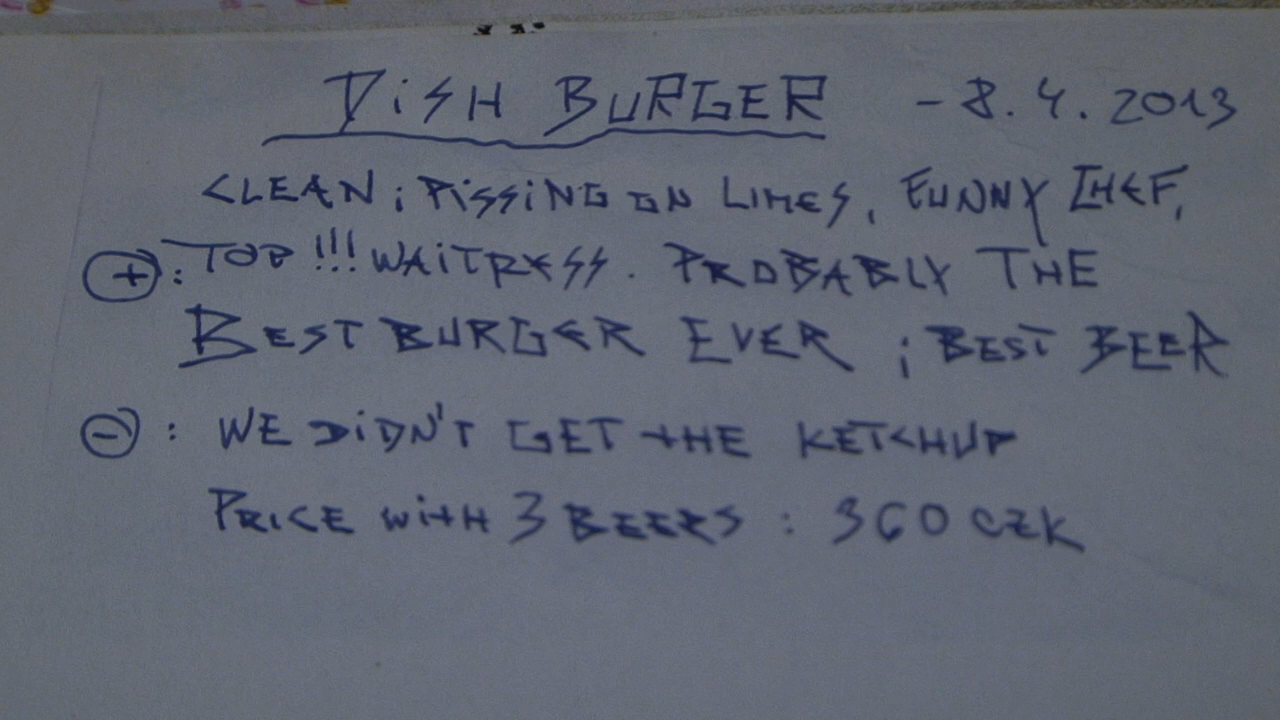 DiSH BURGER - 8.4.2013
CLEAN; PiSSiNG ON LIMES, FUNNY CHEF,
+: TOP!!! WAiTRESS. PROBABLY THE
BEST BURGER EVER ; BEST BEER
-: WE DiDN'T GET THE KETCHUP
PRICE WiTH 3 BEERS : 360 CZK